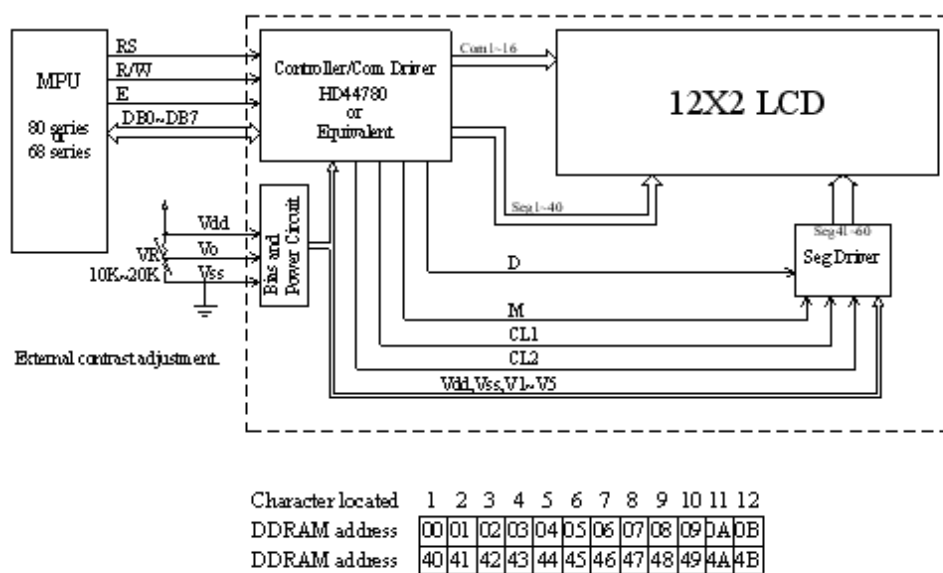 MPU
80 series
or
68 series
RS
R/W
E
DB0~DB7
Controller/Com. Driver
HD44780
or
Equivalent
Com1~16
12X2 LCD
Seg1~40
Seg41~60
Seg Driver
Vdd
Vo
VR
10K~20K
Vss
Bias and
Power Circuit
D
M
CL1
CL2
Vdd,Vss,V1~V5
External contrast adjustment.
Character located 1 2 3 4 5 6 7 8 9 10 11 12
DDRAM address 00 01 02 03 04 05 06 07 08 09 0A 0B
DDRAM address 40 41 42 43 44 45 46 47 48 49 4A 4B